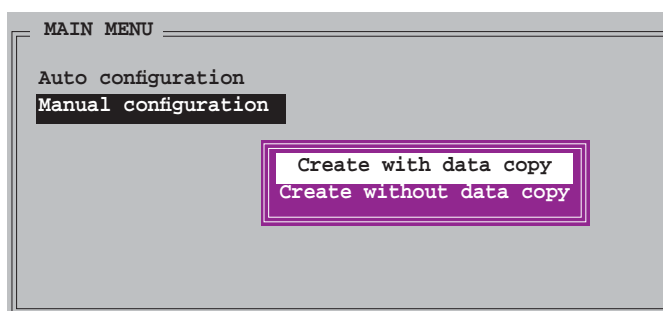 MAIN MENU
Auto configuration
Manual configuration
Create with data copy
Create without data copy